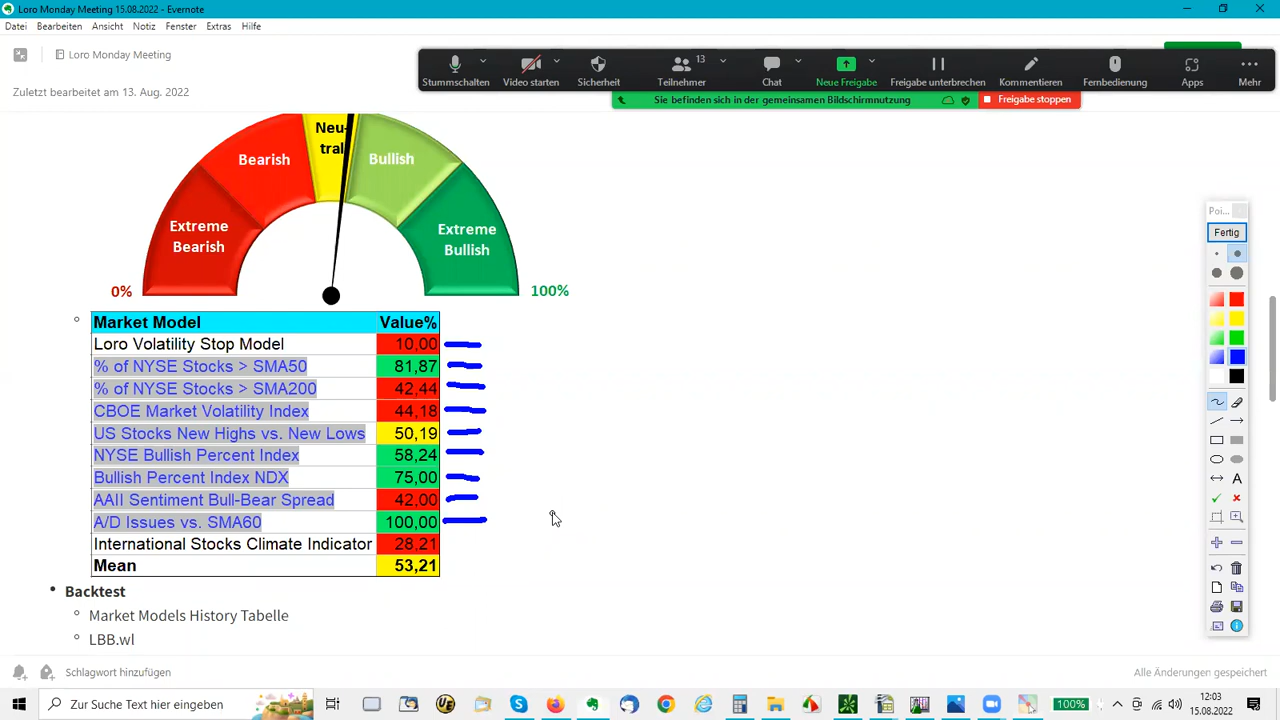 Loro Monday Meeting 15.08.2022 - Evernote
Datei Bearbeiten Ansicht Notiz Fenster Extras Hilfe
Loro Monday Meeting
13
Stummschalten Video starten Sicherheit Teilnehmer Chat Neue Freigabe Freigabe unterbrechen Kommentieren Fernbedienung Apps Mehr
Zuletzt bearbeitet am 13. Aug. 2022
Sie befinden sich in der gemeinsamen Bildschirmnutzung Freigabe stoppen
Neu-
tral
Bearish
Bullish
Extreme
Bearish
Extreme
Bullish
0%
100%
Poi...
Fertig
A
Market Model Value%
Loro Volatility Stop Model 10,00
% of NYSE Stocks > SMA50 81,87
% of NYSE Stocks > SMA200 42,44
CBOE Market Volatility Index 44,18
US Stocks New Highs vs. New Lows 50,19
NYSE Bullish Percent Index 58,24
Bullish Percent Index NDX 75,00
AAII Sentiment Bull-Bear Spread 42,00
A/D Issues vs. SMA60 100,00
International Stocks Climate Indicator 28,21
Mean 53,21
Backtest
Market Models History Tabelle
LBB.wl
Schlagwort hinzufügen
Alle Änderungen gespeichert
Zur Suche Text hier eingeben
100%
12:03
15.08.2022